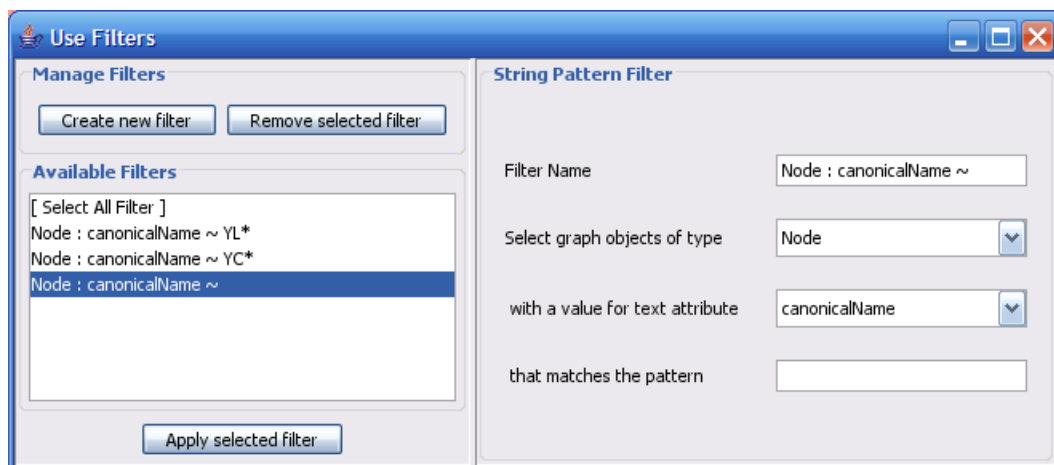 Use Filters
Manage Filters
Create new filter
Remove selected filter
Available Filters
[ Select All Filter ]
Node : canonicalName ~ YL*
Node : canonicalName ~ YC*
Node : canonicalName ~
Apply selected filter
String Pattern Filter
Filter Name
Node : canonicalName ~
Select graph objects of type
Node
with a value for text attribute
canonicalName
that matches the pattern